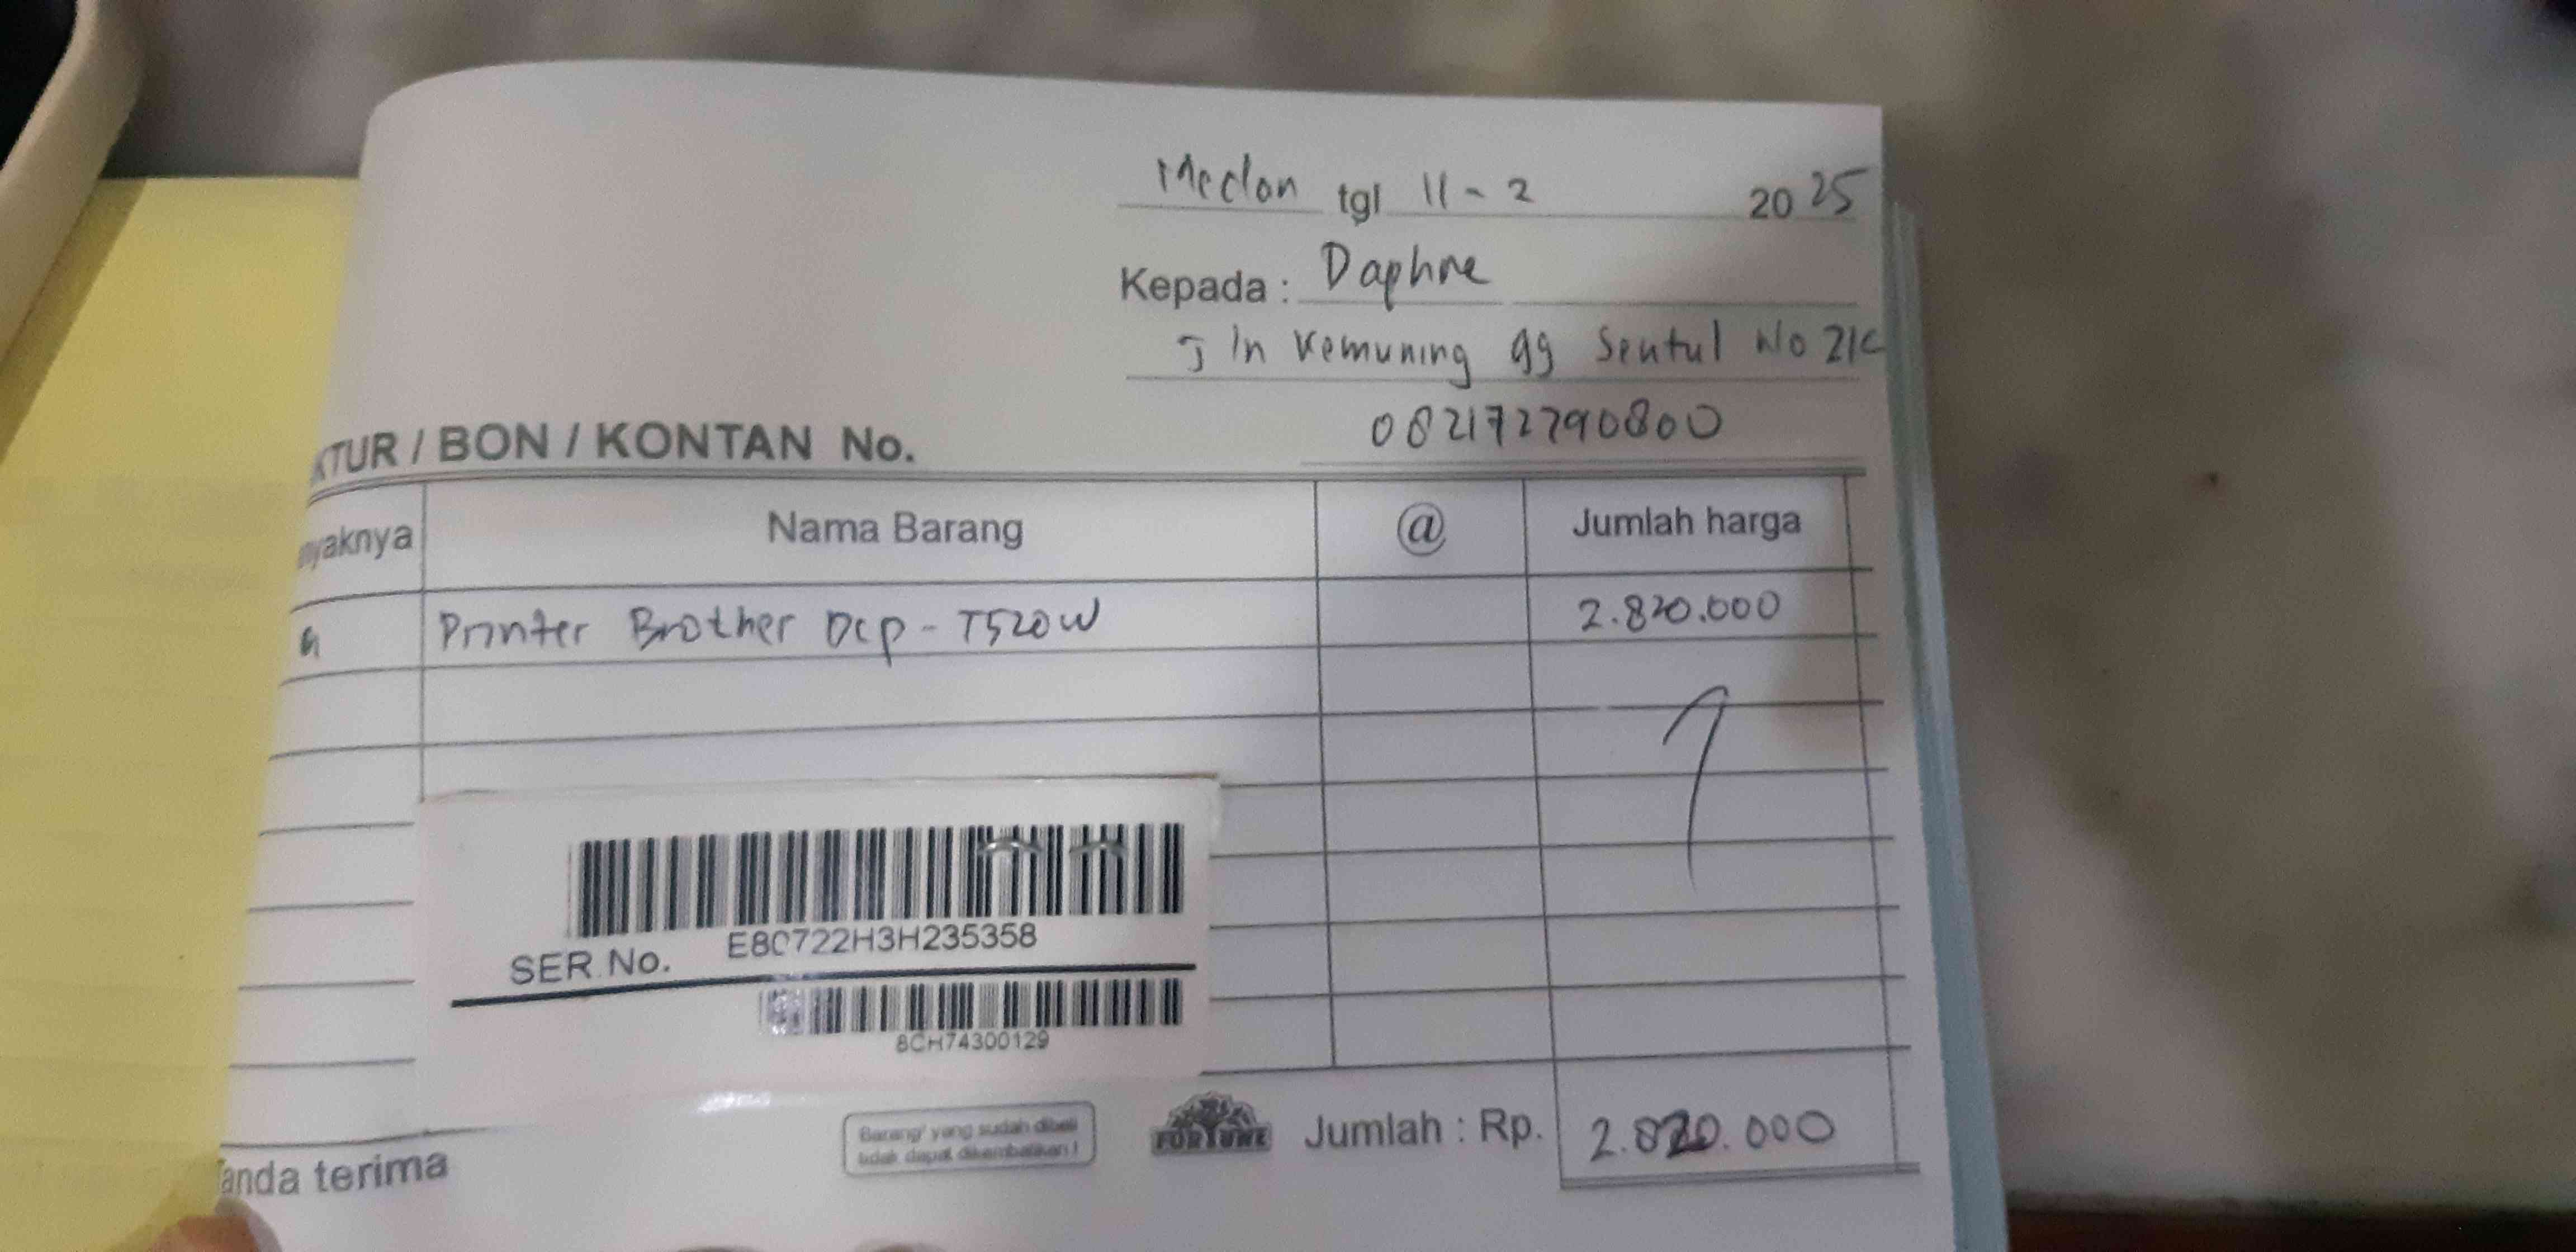 Medan tgl 11 - 2 2025
Kepada : Daphne
Jln Kemuning gg Sentul No 21C
082172790800
KTUR / BON / KONTAN No.
nyaknya Nama Barang @ Jumlah harga
Printer Brother DCP - T520W 2.820.000
E80722H3H235358
SER.No.
8CH74300129
Barang² yang sudah dibeli
tidak dapat dikembalikan !
FORTUNE
Jumlah : Rp. 2.820.000
Tanda terima